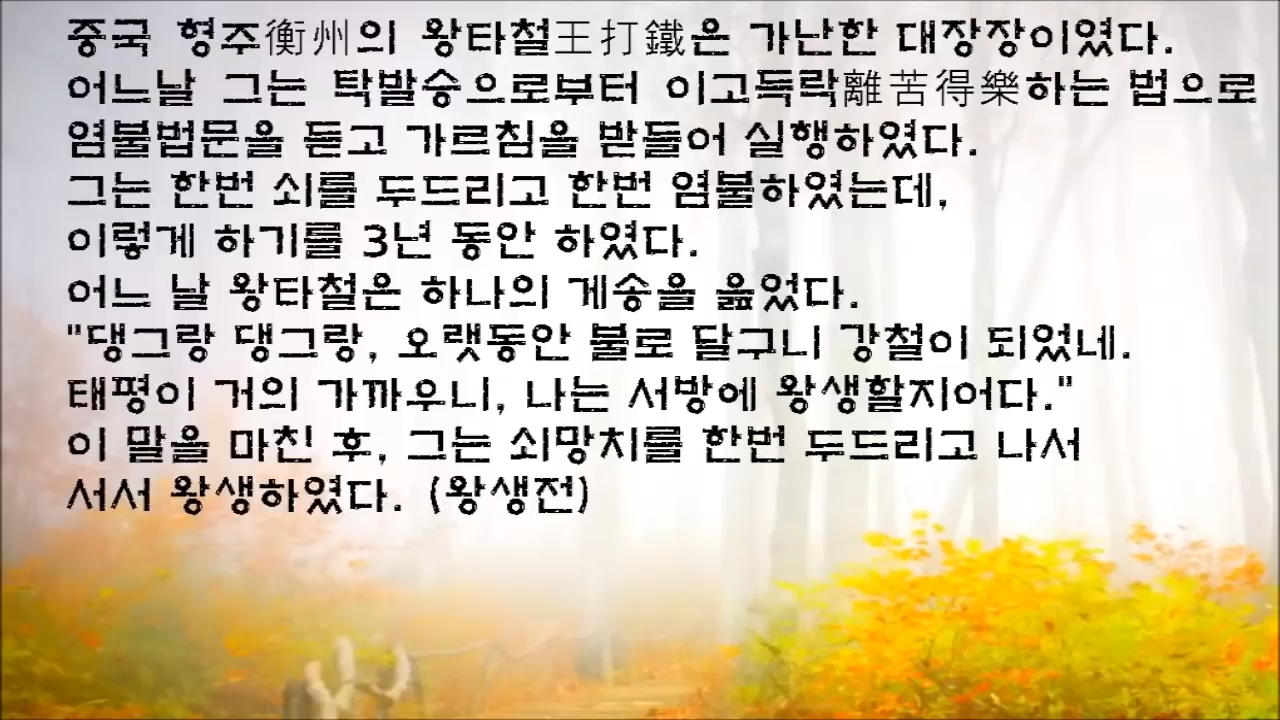 중국 형주衡州의 왕타철王打鐵은 가난한 대장장이였다.
어느날 그는 탁발승으로부터 이고득락離苦得樂하는 법으로
염불법문을 듣고 가르침을 받들어 실행하였다.
그는 한번 쇠를 두드리고 한번 염불하였는데,
이렇게 하기를 3년 동안 하였다.
어느 날 왕타철은 하나의 게송을 읊었다.
"댕그랑 댕그랑, 오랫동안 불로 달구니 강철이 되었네.
태평이 거의 가까우니, 나는 서방에 왕생할지어다."
이 말을 마친 후, 그는 쇠망치를 한번 두드리고 나서
서서 왕생하였다. (왕생전)